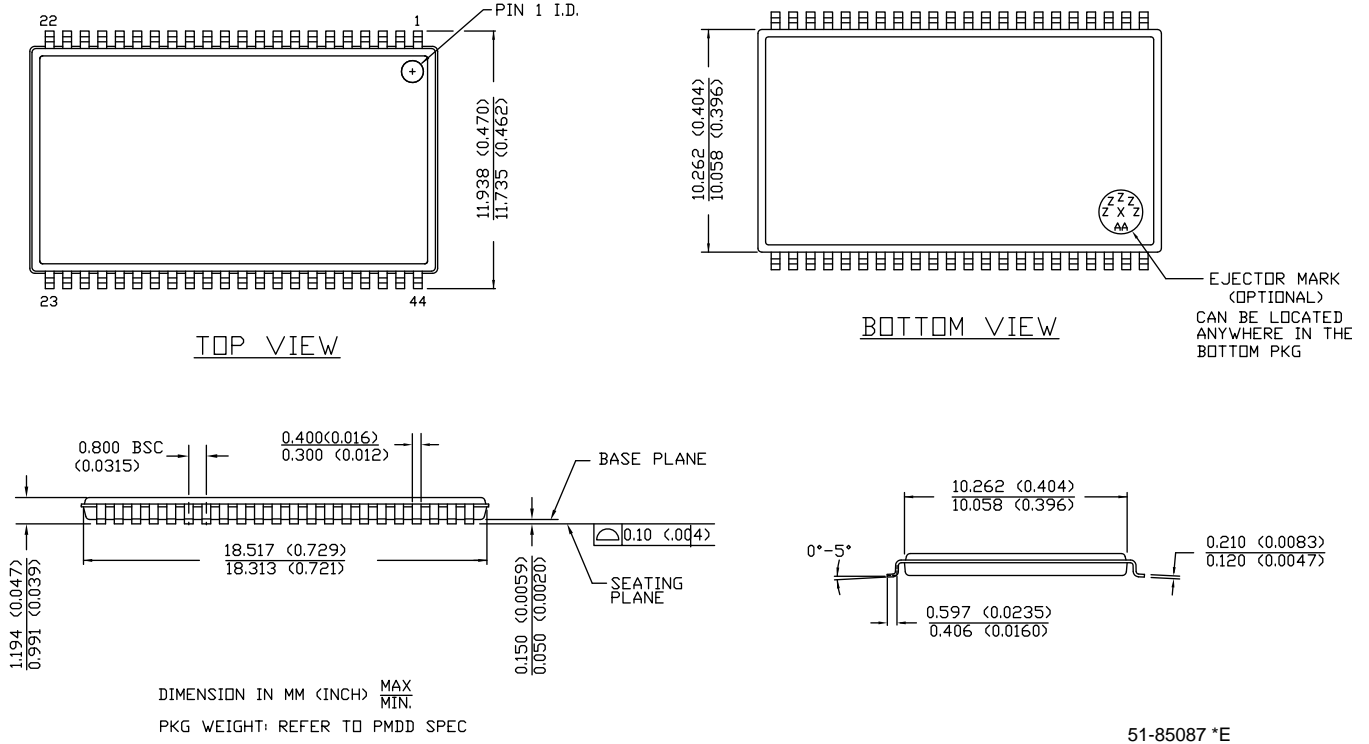 PIN 1 I.D.
22
1
11.938 (0.470)
11.735 (0.462)
23
44
TOP VIEW
10.262 (0.404)
10.058 (0.396)
Z Z Z
Z X Z
AA
EJECTOR MARK
(OPTIONAL)
CAN BE LOCATED
ANYWHERE IN THE
BOTTOM PKG
BOTTOM VIEW
0.800 BSC
(0.0315)
0.400(0.016)
0.300 (0.012)
BASE PLANE
0.10 (.004)
18.517 (0.729)
18.313 (0.721)
SEATING
PLANE
1.194 (0.047)
0.991 (0.039)
0.150 (0.0059)
0.050 (0.0020)
10.262 (0.404)
10.058 (0.396)
0°-5°
0.210 (0.0083)
0.120 (0.0047)
0.597 (0.0235)
0.406 (0.0160)
DIMENSION IN MM (INCH) MAX
MIN.
PKG WEIGHT: REFER TO PMDD SPEC
51-85087 *E